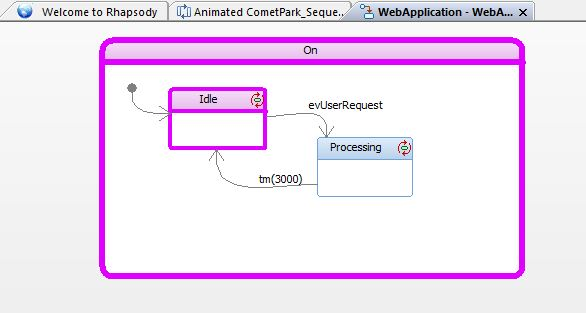 Welcome to Rhapsody
Animated CometPark_Seque...
WebApplication - WebA...
On
Idle
evUserRequest
Processing
tm(3000)